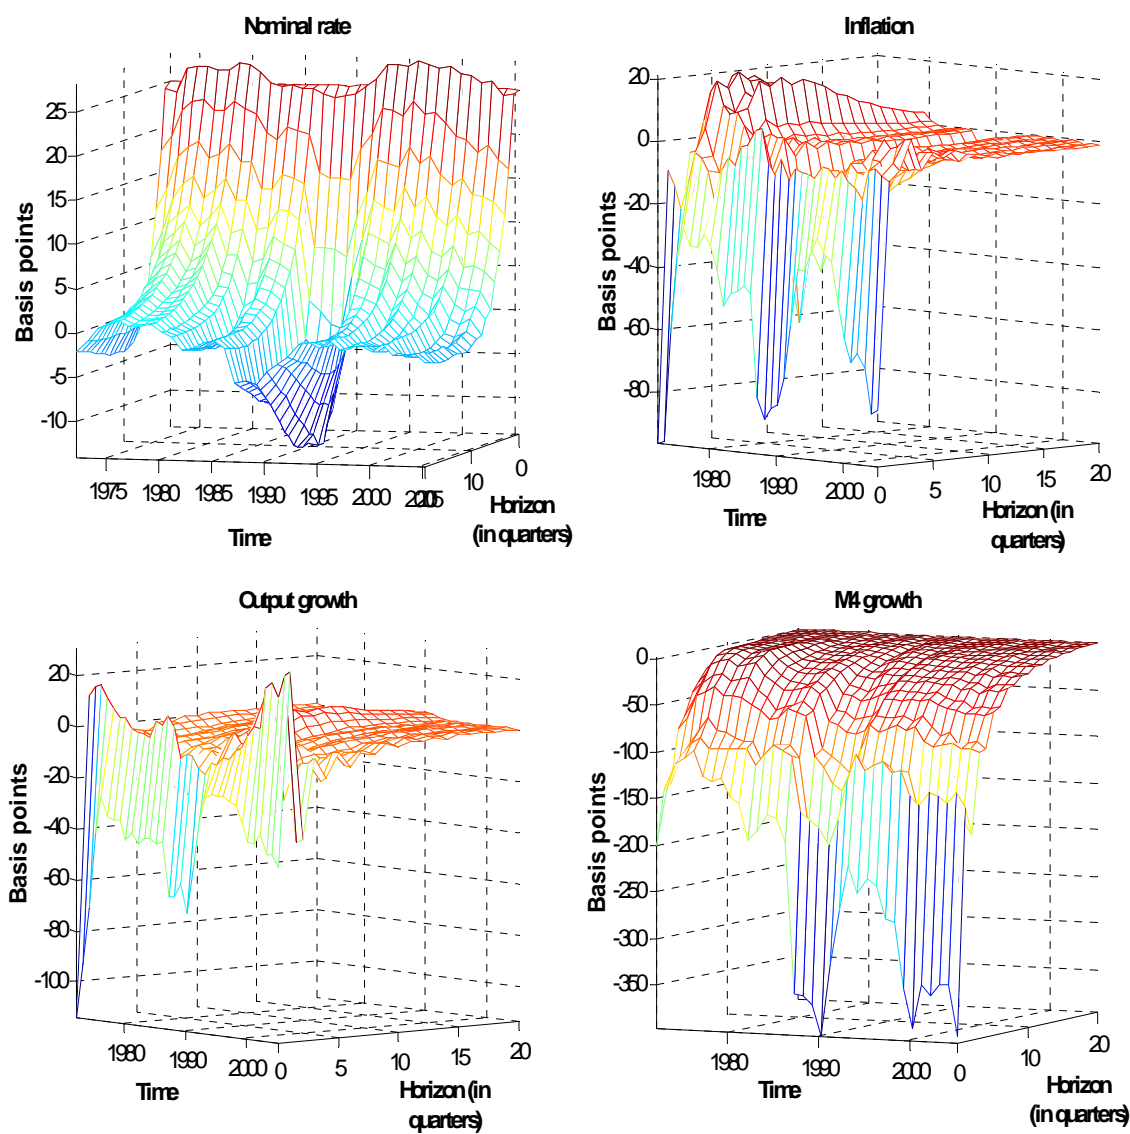 Nominal rate
25
20
15
10
5
0
-5
-10
Basis points
1975 1980 1985 1990 1995 2000 2005
10 0
Time
Horizon
(in quarters)
Inflation
20
0
-20
-40
-60
-80
Basis points
1980 1990 2000 0 5 10 15 20
Time
Horizon (in
quarters)
Output growth
20
0
-20
-40
-60
-80
-100
Basis points
1980 1990 2000 0 5 10 15 20
Time
Horizon (in
quarters)
M4 growth
0
-50
-100
-150
-200
-250
-300
-350
Basis points
1980 1990 2000 0 10 20
Time
Horizon
(in quarters)